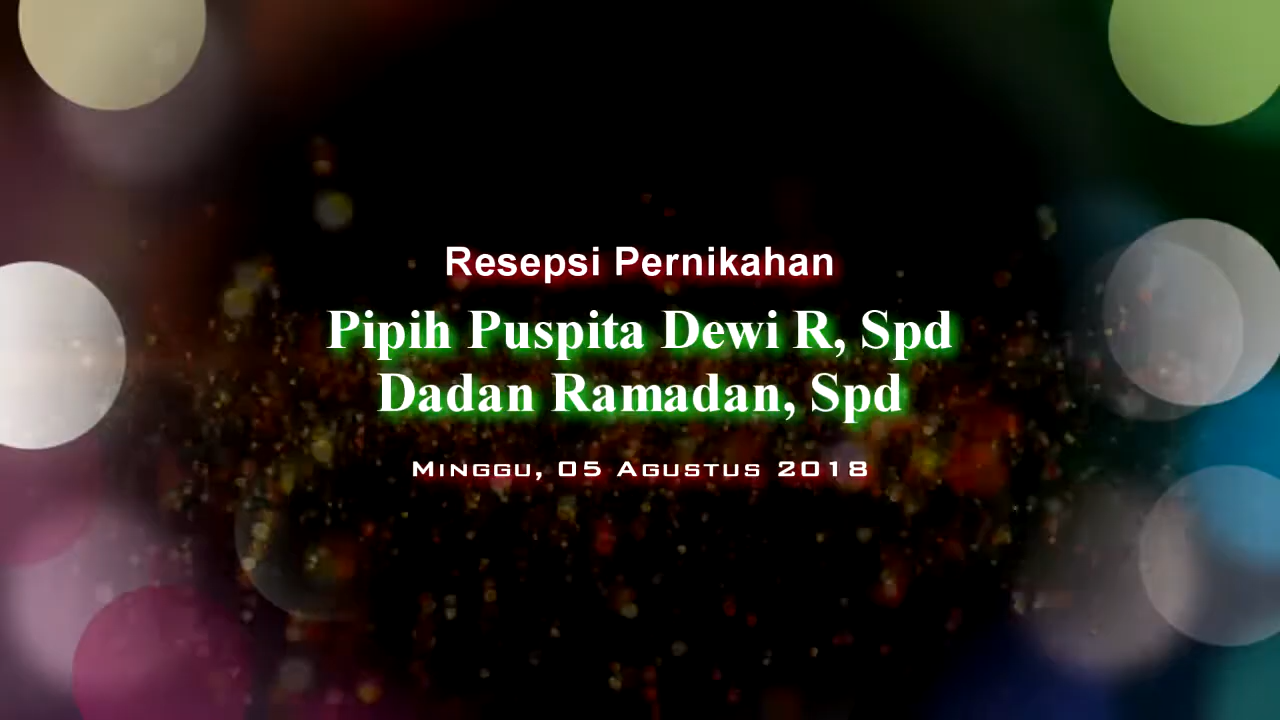 Resepsi Pernikahan
Pipih Puspita Dewi R, Spd
Dadan Ramadan, Spd
Minggu, 05 Agustus 2018